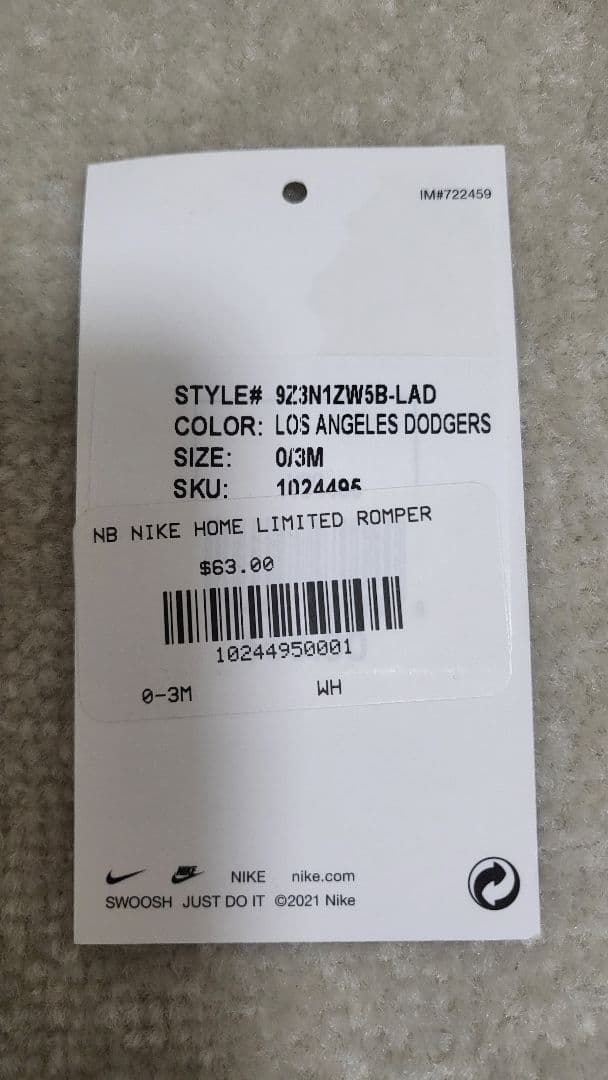 IM#722459
STYLE# 9Z3N1ZW5B-LAD
COLOR: LOS ANGELES DODGERS
SIZE: 0/3M
SKU: 1024495
NB NIKE HOME LIMITED ROMPER
$63.00
10244950001
0-3M WH
NIKE NIKE nike.com
SWOOSH JUST DO IT ©2021 Nike